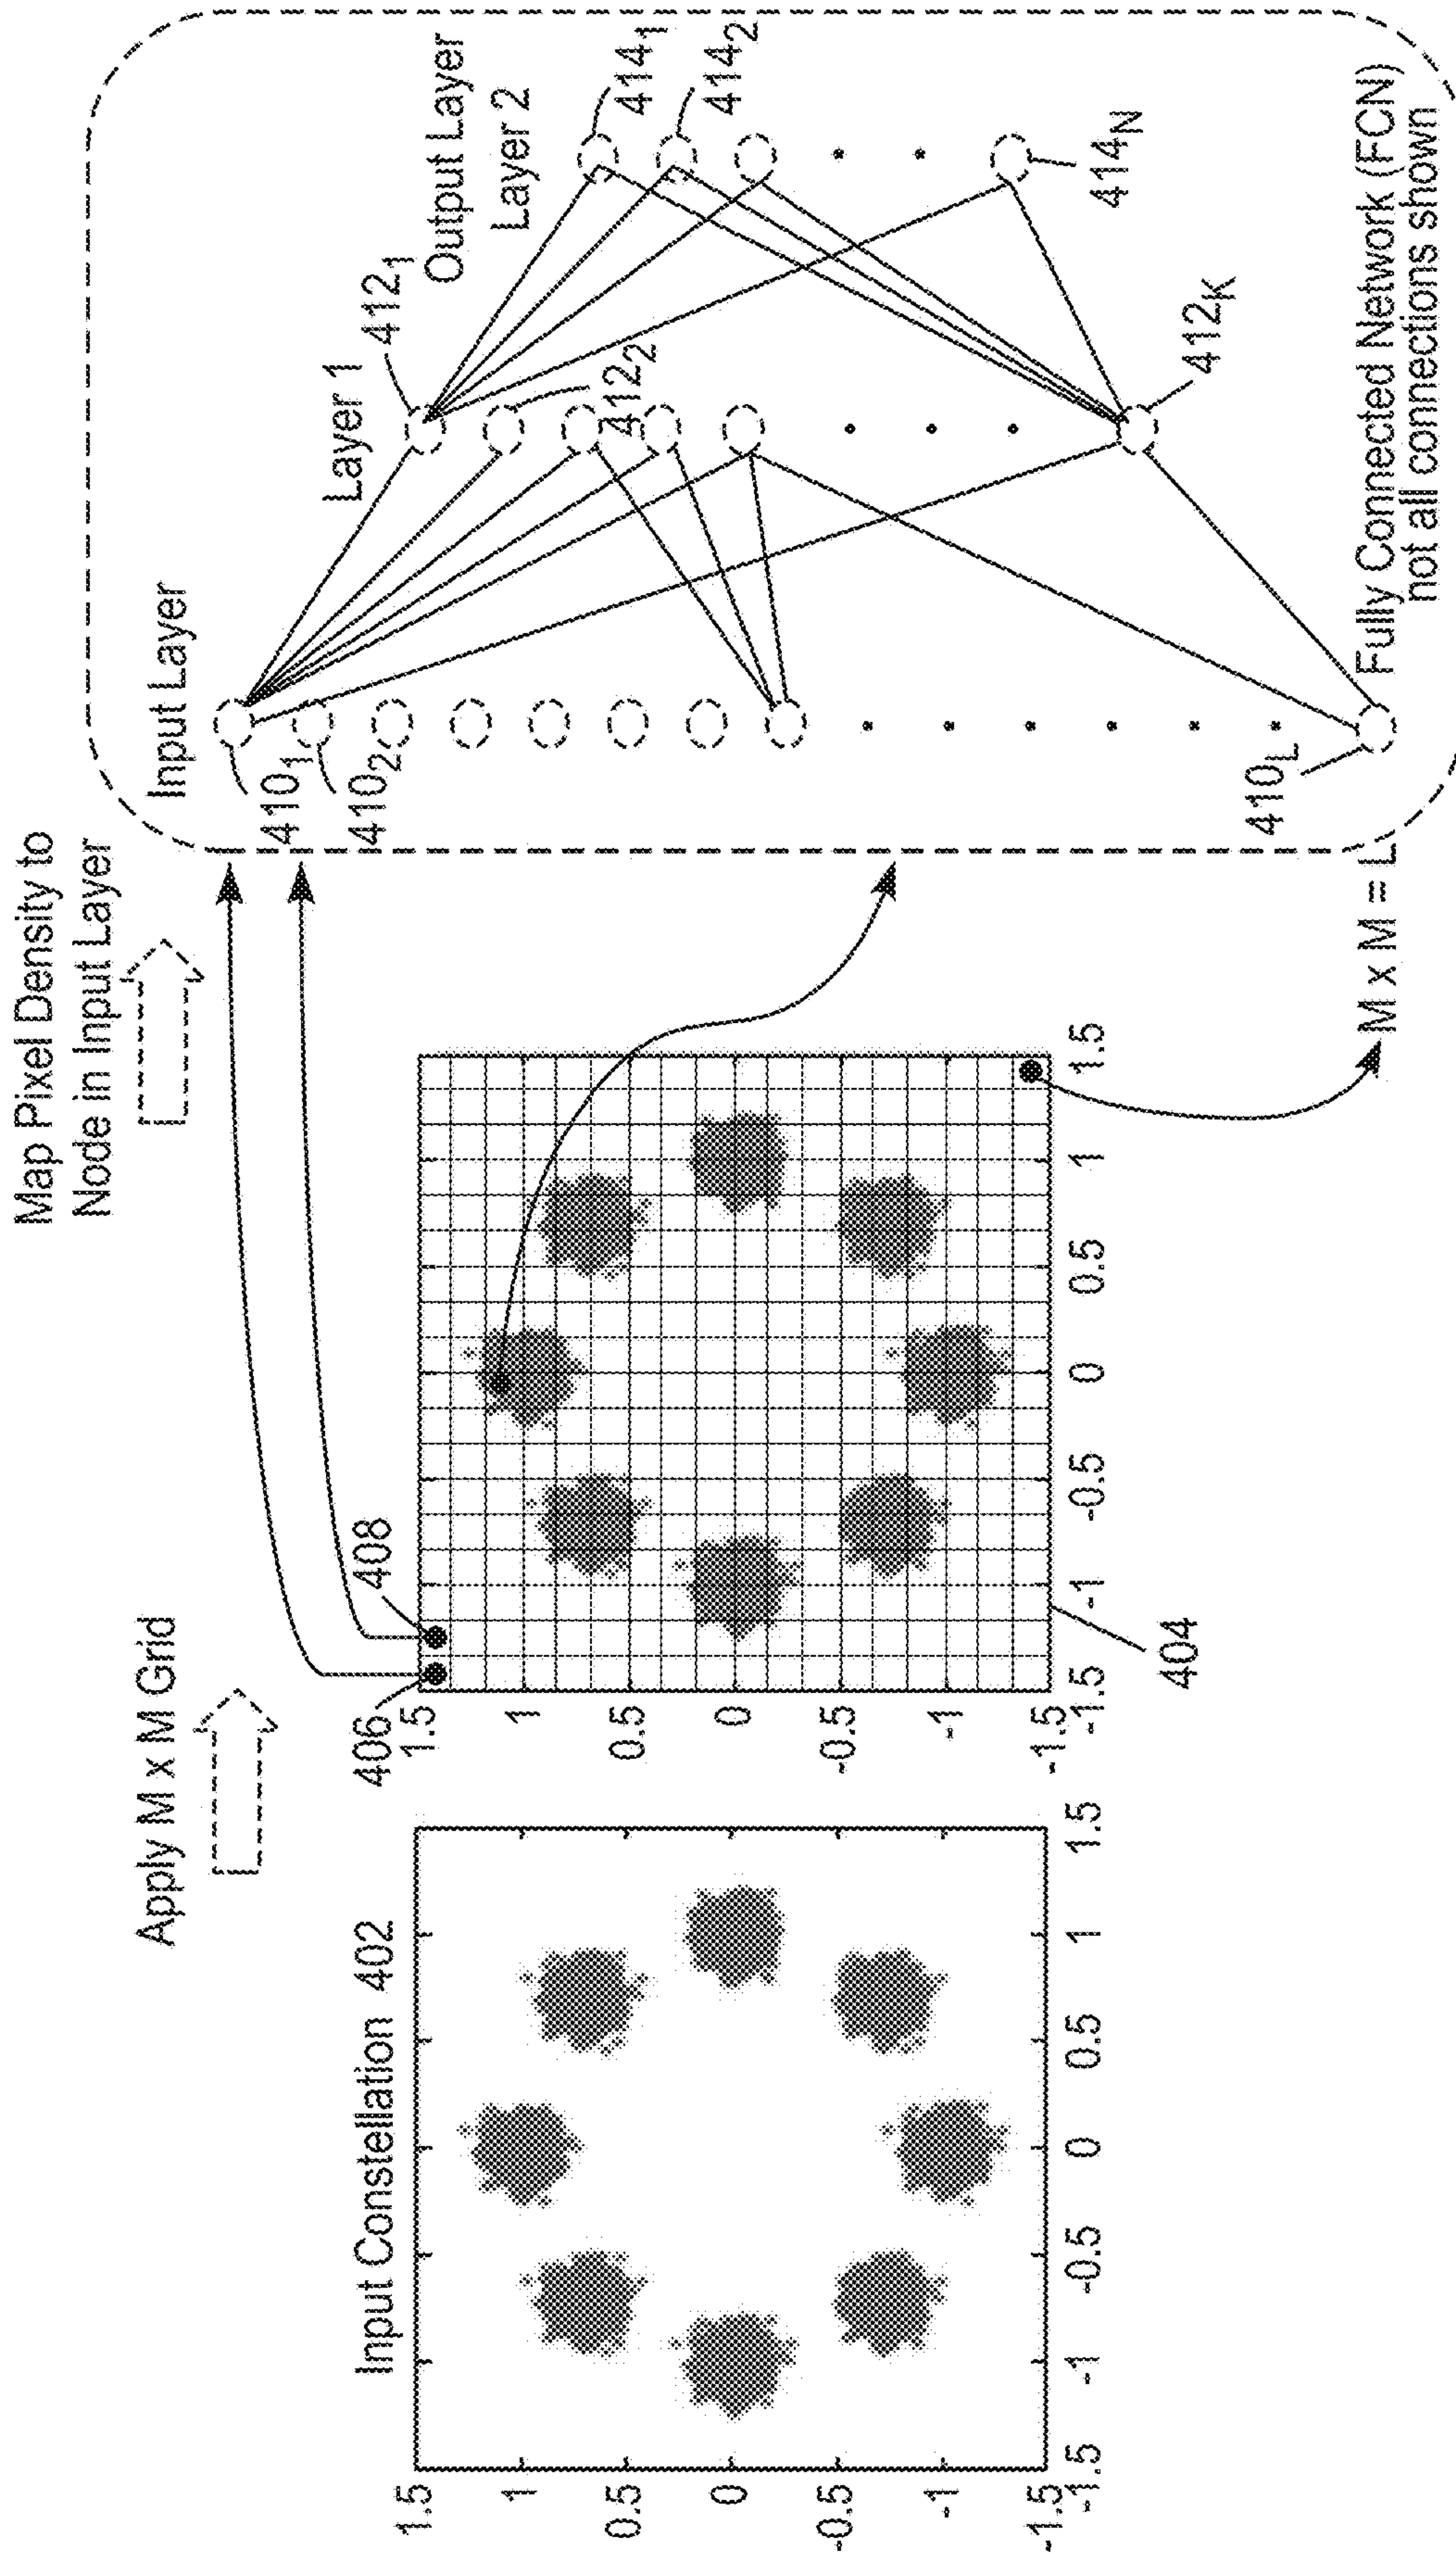 Input Constellation 402
1.5
1
0.5
0
-0.5
-1
-1.5
-1.5
-1
-0.5
0
0.5
1
1.5
Apply M x M Grid
406
408
1.5
1
0.5
0
-0.5
-1
-1.5
-1.5
-1
-0.5
0
0.5
1
1.5
404
Map Pixel Density to
Node in Input Layer
M x M = L
Input Layer
410₁
410₂
410L
Layer 1
412₁
412₂
412K
Output Layer
Layer 2
414₁
414₂
414N
Fully Connected Network (FCN)
not all connections shown